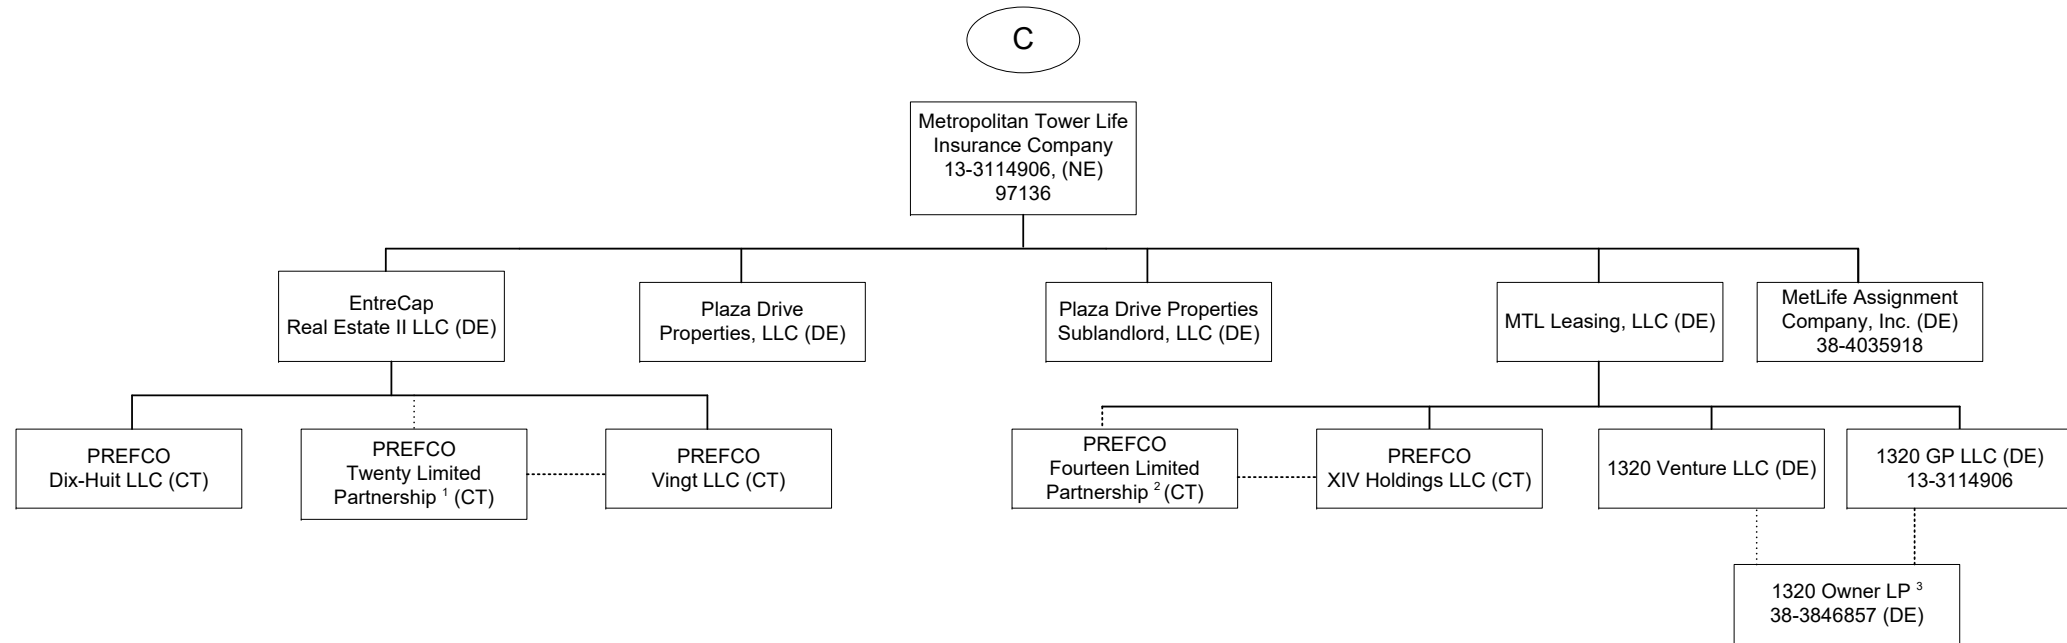 C
Metropolitan Tower Life
Insurance Company
13-3114906, (NE)
97136
EntreCap
Real Estate II LLC (DE)
Plaza Drive
Properties, LLC (DE)
Plaza Drive Properties
Sublandlord, LLC (DE)
MTL Leasing, LLC (DE)
MetLife Assignment
Company, Inc. (DE)
38-4035918
PREFCO
Dix-Huit LLC (CT)
PREFCO
Twenty Limited
Partnership ¹ (CT)
PREFCO
Vingt LLC (CT)
PREFCO
Fourteen Limited
Partnership ² (CT)
PREFCO
XIV Holdings LLC (CT)
1320 Venture LLC (DE)
1320 GP LLC (DE)
13-3114906
1320 Owner LP ³
38-3846857 (DE)